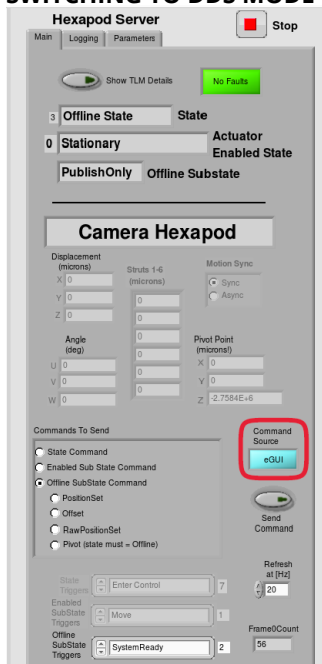 SWITCHING TO DDS MODE
Hexapod Server
Stop
Main Logging Parameters
Show TLM Details
No Faults
3 Offline State State
0 Stationary Actuator
Enabled State
PublishOnly Offline Substate
Camera Hexapod
Displacement
(microns)
X 0
Y 0
Z 0
Struts 1-6
(microns)
0
0
0
0
0
0
Motion Sync
Sync
Async
Angle
(deg)
U 0
V 0
W 0
Pivot Point
(microns!)
X 0
Y 0
Z -2.7584E+6
Commands To Send
State Command
Enabled Sub State Command
Offline SubState Command
PositionSet
Offset
RawPositionSet
Pivot (state must = Offline)
Command
Source
eGUI
Send
Command
State
Triggers Enter Control 7
Enabled
SubState
Triggers Move 1
Offline
SubState
Triggers SystemReady 2
Refresh
at [Hz]
20
Frame0Count
56